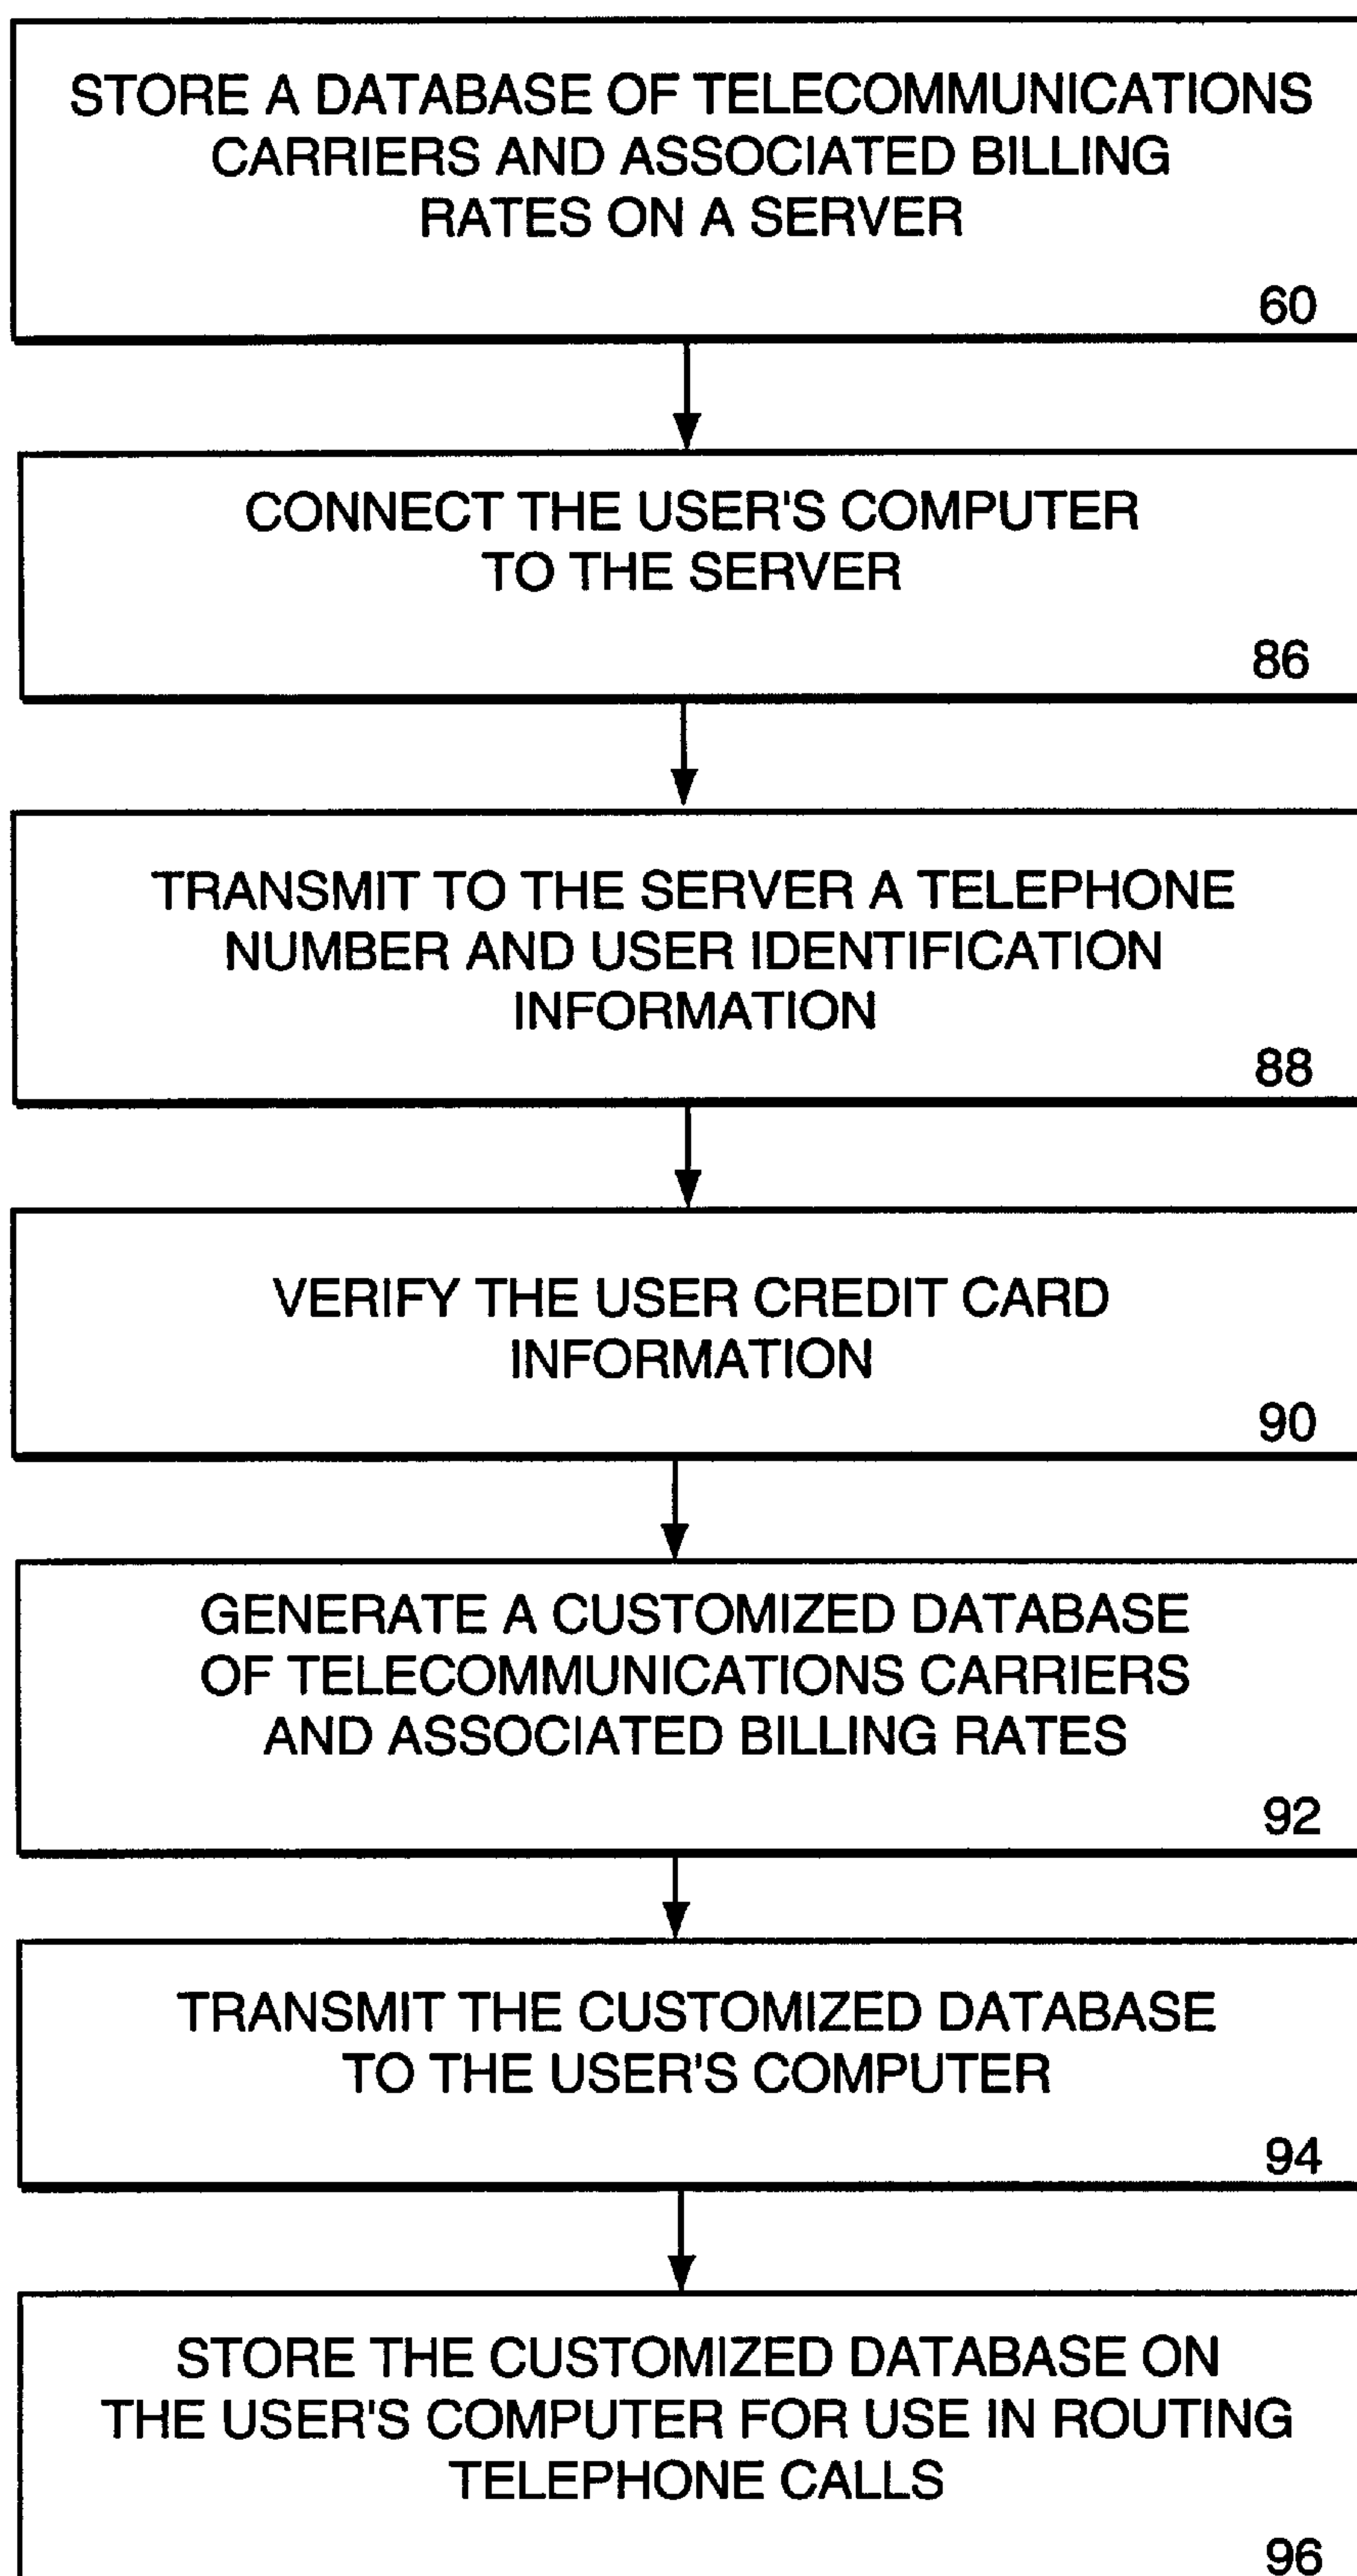 STORE A DATABASE OF TELECOMMUNICATIONS
CARRIERS AND ASSOCIATED BILLING
RATES ON A SERVER
60
CONNECT THE USER'S COMPUTER
TO THE SERVER
86
TRANSMIT TO THE SERVER A TELEPHONE
NUMBER AND USER IDENTIFICATION
INFORMATION
88
VERIFY THE USER CREDIT CARD
INFORMATION
90
GENERATE A CUSTOMIZED DATABASE
OF TELECOMMUNICATIONS CARRIERS
AND ASSOCIATED BILLING RATES
92
TRANSMIT THE CUSTOMIZED DATABASE
TO THE USER'S COMPUTER
94
STORE THE CUSTOMIZED DATABASE ON
THE USER'S COMPUTER FOR USE IN ROUTING
TELEPHONE CALLS
96